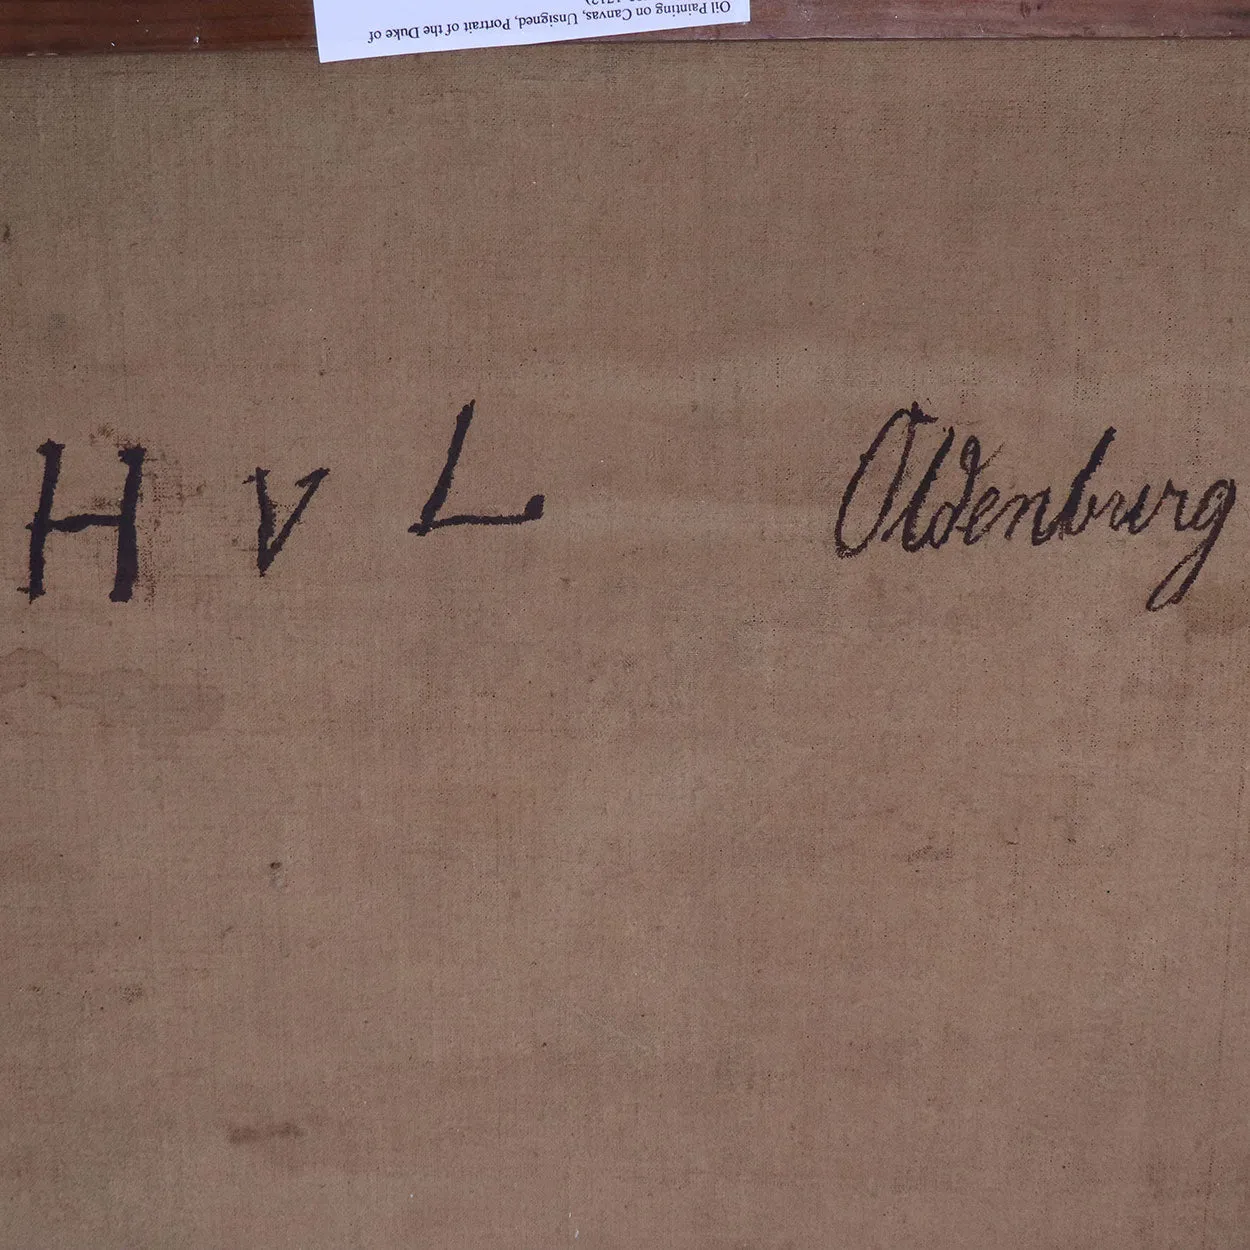 Oil Painting on Canvas, Unsigned, Portrait of the Duke of
H v L Oldenburg